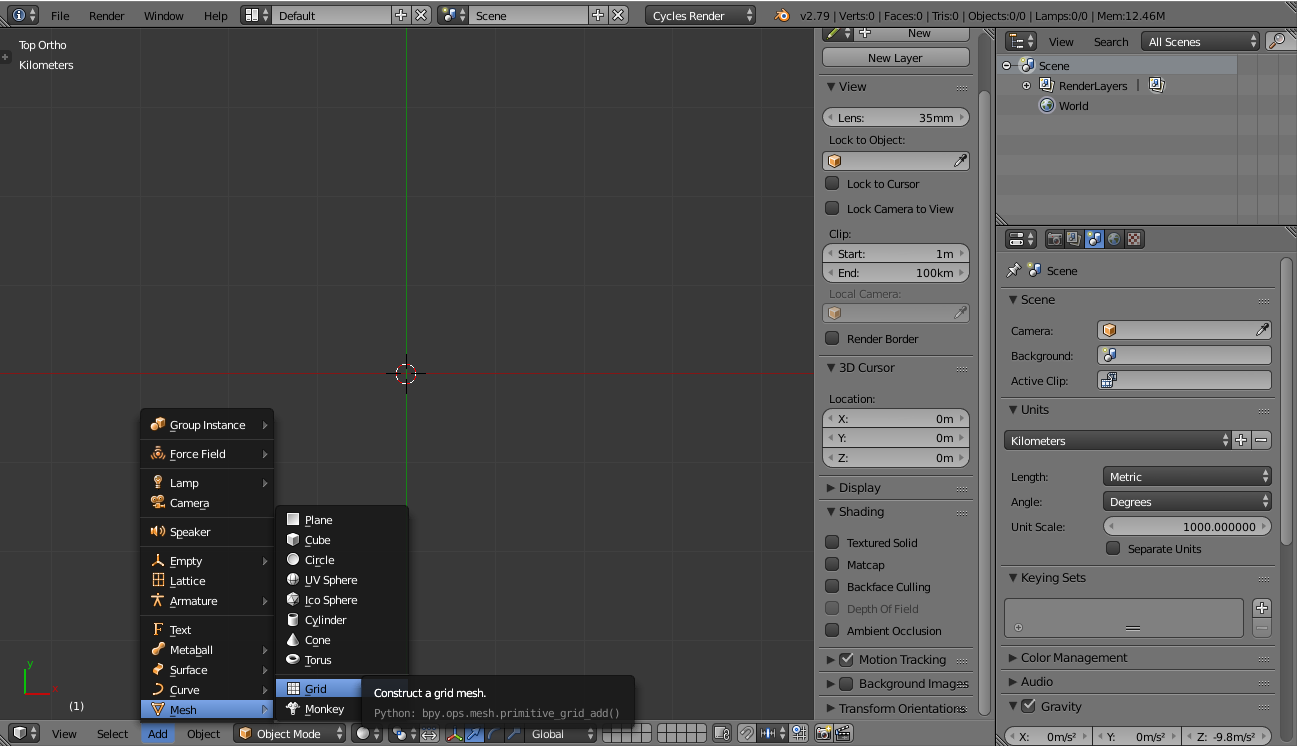 File Render Window Help Default Scene Cycles Render v2.79 | Verts:0 | Faces:0 | Tris:0 | Objects:0/0 | Lamps:0/0 | Mem:12.46M
Top Ortho
Kilometers
Group Instance
Force Field
Lamp
Camera
Speaker
Empty
Lattice
Armature
Text
Metaball
Surface
Curve
Mesh
Plane
Cube
Circle
UV Sphere
Ico Sphere
Cylinder
Cone
Torus
Grid
Monkey
Construct a grid mesh.
Python: bpy.ops.mesh.primitive_grid_add()
y
x
(1)
View Select Add Object Object Mode Global
New
New Layer
View
Lens: 35mm
Lock to Object:
Lock to Cursor
Lock Camera to View
Clip:
Start: 1m
End: 100km
Local Camera:
Render Border
3D Cursor
Location:
X: 0m
Y: 0m
Z: 0m
Display
Shading
Textured Solid
Matcap
Backface Culling
Depth Of Field
Ambient Occlusion
Motion Tracking
Background Images
Transform Orientations
View Search All Scenes
Scene
RenderLayers |
World
Scene
Scene
Camera:
Background:
Active Clip:
Units
Kilometers
Length: Metric
Angle: Degrees
Unit Scale: 1000.000000
Separate Units
Keying Sets
Color Management
Audio
Gravity
X: 0m/s² Y: 0m/s² Z: -9.8m/s²